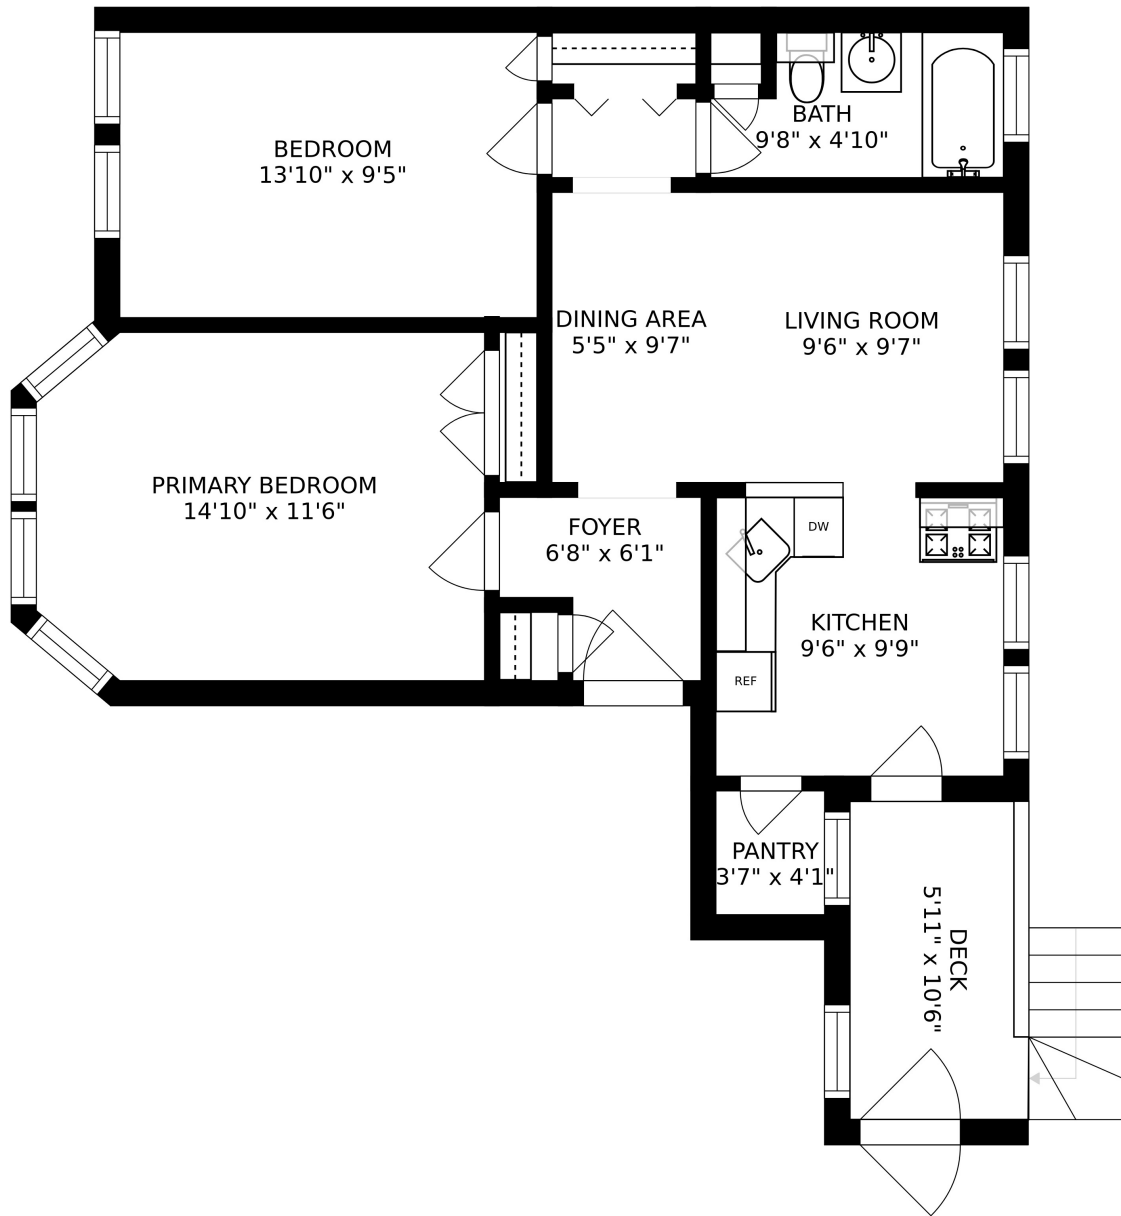 BATH
9'8" x 4'10"
BEDROOM
13'10" x 9'5"
DINING AREA
5'5" x 9'7"
LIVING ROOM
9'6" x 9'7"
PRIMARY BEDROOM
14'10" x 11'6"
FOYER
6'8" x 6'1"
DW
KITCHEN
9'6" x 9'9"
REF
PANTRY
3'7" x 4'1"
DECK
5'11" x 10'6"